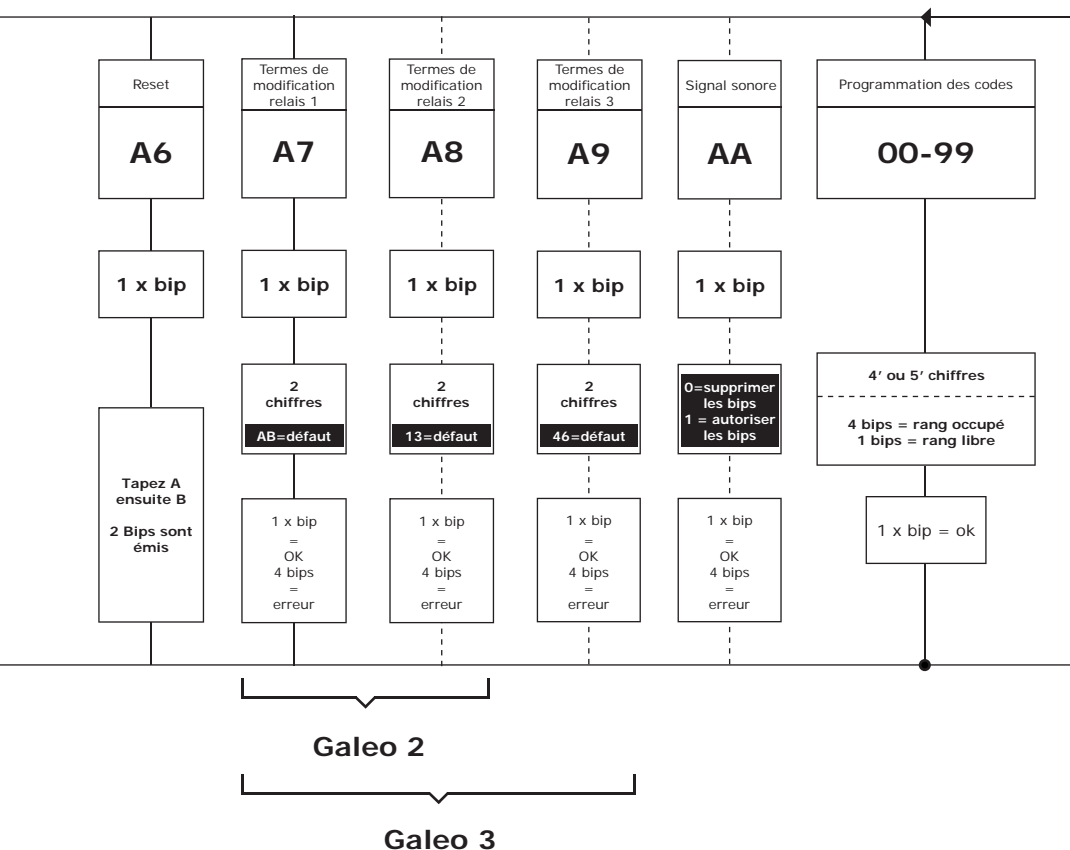 Reset
A6
1 x bip
Tapez A
ensuite B
2 Bips sont
émis
Termes de
modification
relais 1
A7
1 x bip
2
chiffres
AB=défaut
1 x bip
=
OK
4 bips
=
erreur
Termes de
modification
relais 2
A8
1 x bip
2
chiffres
13=défaut
1 x bip
=
OK
4 bips
=
erreur
Termes de
modification
relais 3
A9
1 x bip
2
chiffres
46=défaut
1 x bip
=
OK
4 bips
=
erreur
Signal sonore
AA
1 x bip
0=supprimer
les bips
1 = autoriser
les bips
1 x bip
=
OK
4 bips
=
erreur
Programmation des codes
00-99
4’ ou 5’ chiffres
4 bips = rang occupé
1 bips = rang libre
1 x bip = ok
Galeo 2
Galeo 3